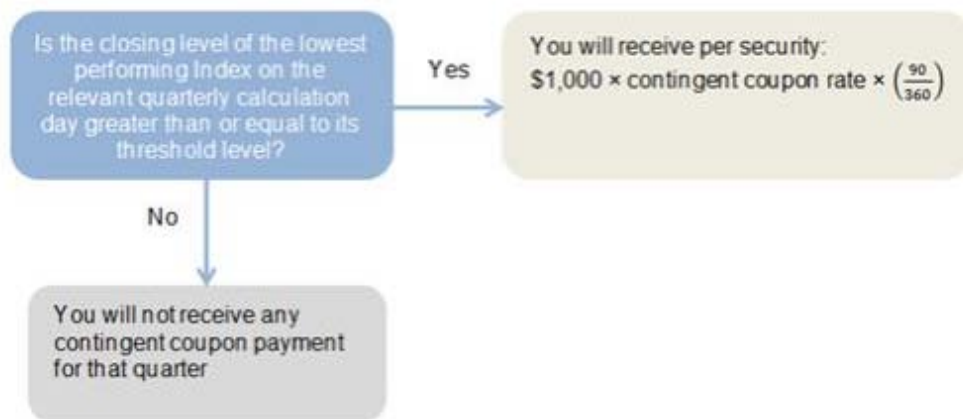 Is the closing level of the lowest
performing Index on the
relevant quarterly calculation
day greater than or equal to its
threshold level?
Yes
You will receive per security:
$1,000 × contingent coupon rate × (90/360)
No
You will not receive any
contingent coupon payment
for that quarter